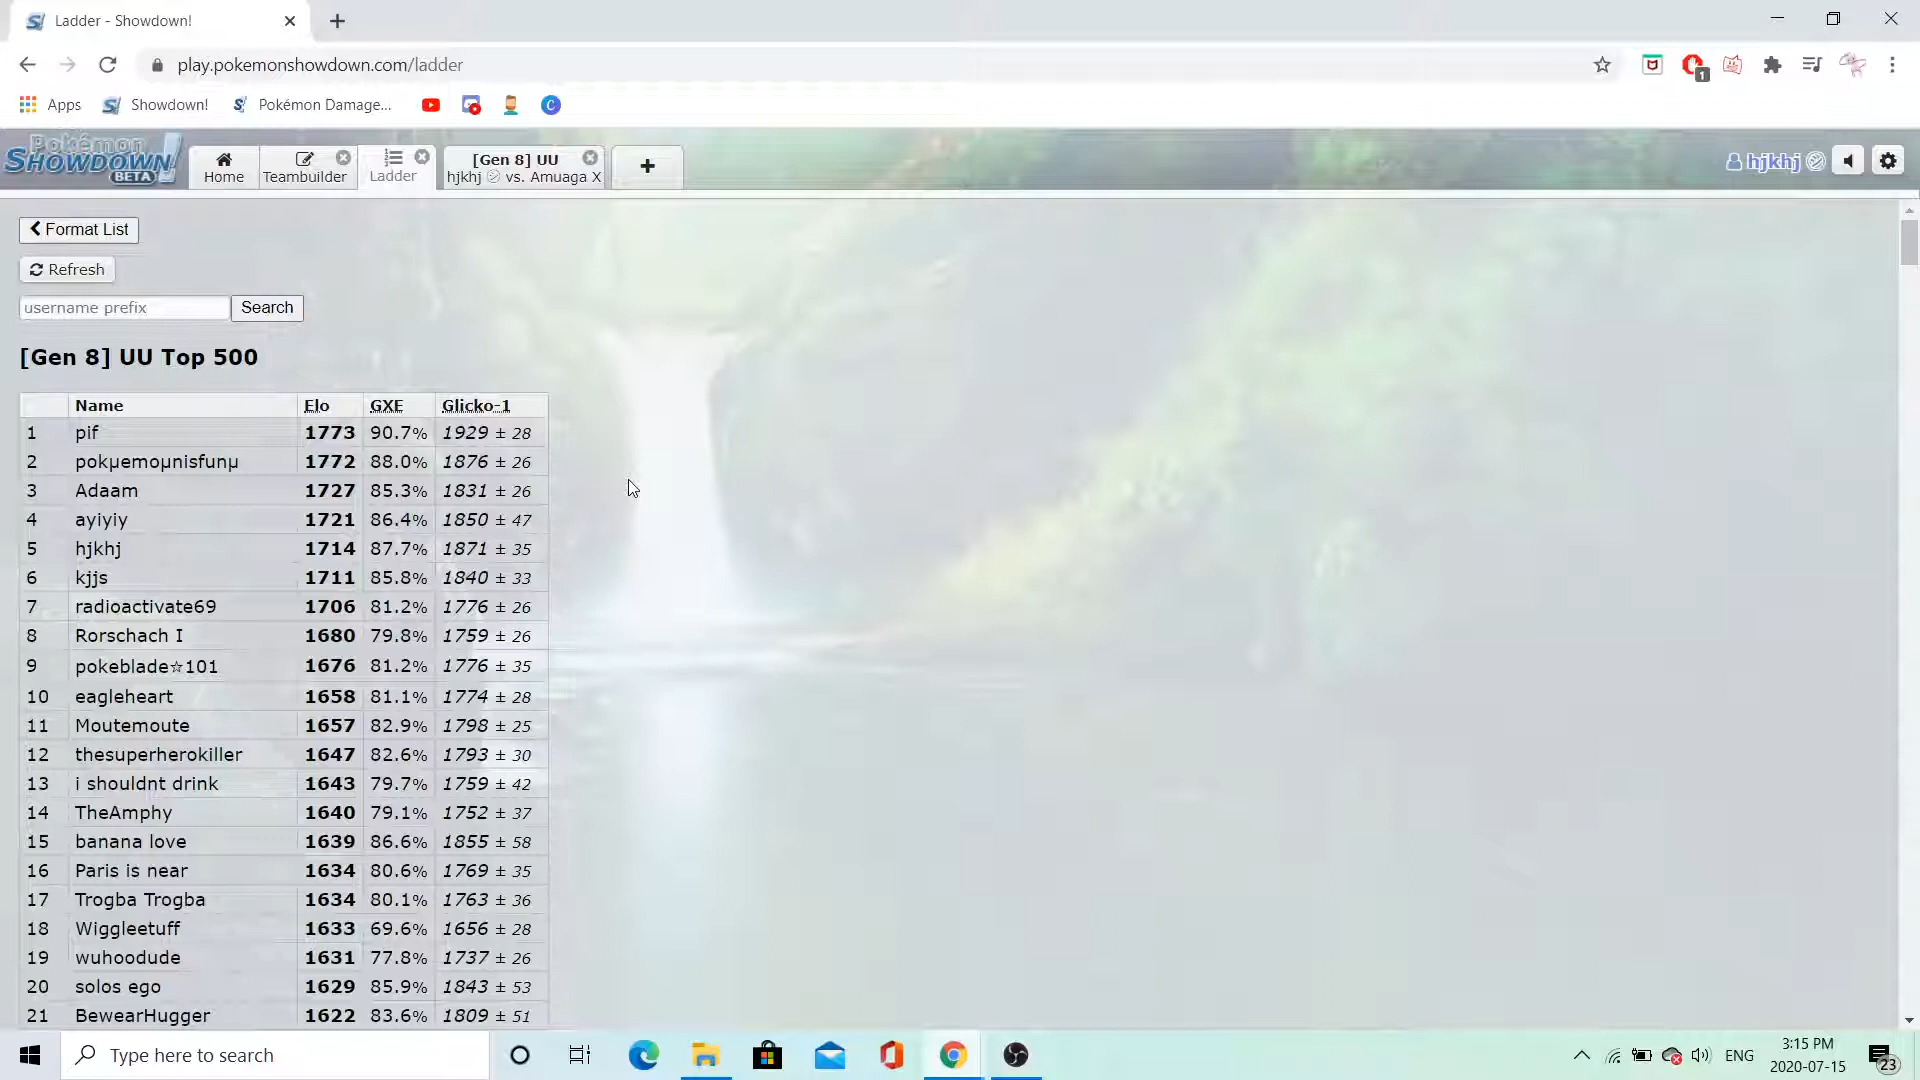 Ladder - Showdown!
play.pokemonshowdown.com/ladder
1
Apps Showdown! Pokémon Damage...
Pokémon
SHOWDOWN!
BETA
Home
Teambuilder
Ladder
[Gen 8] UU
hjkhj vs. Amuaga X
hjkhj
Format List
Refresh
username prefix Search
[Gen 8] UU Top 500
Name Elo GXE Glicko-1
1 pif 1773 90.7% 1929 ± 28
2 pokµemoµnisfunµ 1772 88.0% 1876 ± 26
3 Adaam 1727 85.3% 1831 ± 26
4 ayiyiy 1721 86.4% 1850 ± 47
5 hjkhj 1714 87.7% 1871 ± 35
6 kjjs 1711 85.8% 1840 ± 33
7 radioactivate69 1706 81.2% 1776 ± 26
8 Rorschach I 1680 79.8% 1759 ± 26
9 pokeblade☆101 1676 81.2% 1776 ± 35
10 eagleheart 1658 81.1% 1774 ± 28
11 Moutemoute 1657 82.9% 1798 ± 25
12 thesuperherokiller 1647 82.6% 1793 ± 30
13 i shouldnt drink 1643 79.7% 1759 ± 42
14 TheAmphy 1640 79.1% 1752 ± 37
15 banana love 1639 86.6% 1855 ± 58
16 Paris is near 1634 80.6% 1769 ± 35
17 Trogba Trogba 1634 80.1% 1763 ± 36
18 Wiggleetuff 1633 69.6% 1656 ± 28
19 wuhoodude 1631 77.8% 1737 ± 26
20 solos ego 1629 85.9% 1843 ± 53
21 BewearHugger 1622 83.6% 1809 ± 51
Type here to search
ENG
3:15 PM
2020-07-15
23